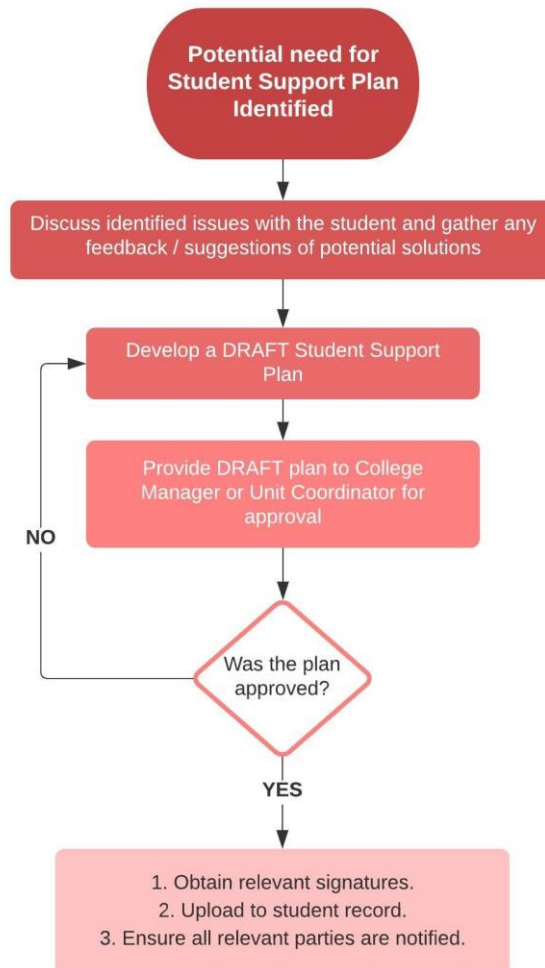 Potential need for
Student Support Plan
Identified
Discuss identified issues with the student and gather any
feedback / suggestions of potential solutions
Develop a DRAFT Student Support
Plan
Provide DRAFT plan to College
Manager or Unit Coordinator for
approval
NO
Was the plan
approved?
YES
1. Obtain relevant signatures.
2. Upload to student record.
3. Ensure all relevant parties are notified.